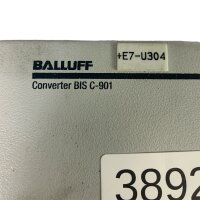 +E7-U304
BALLUFF
Converter BIS C-901
3892